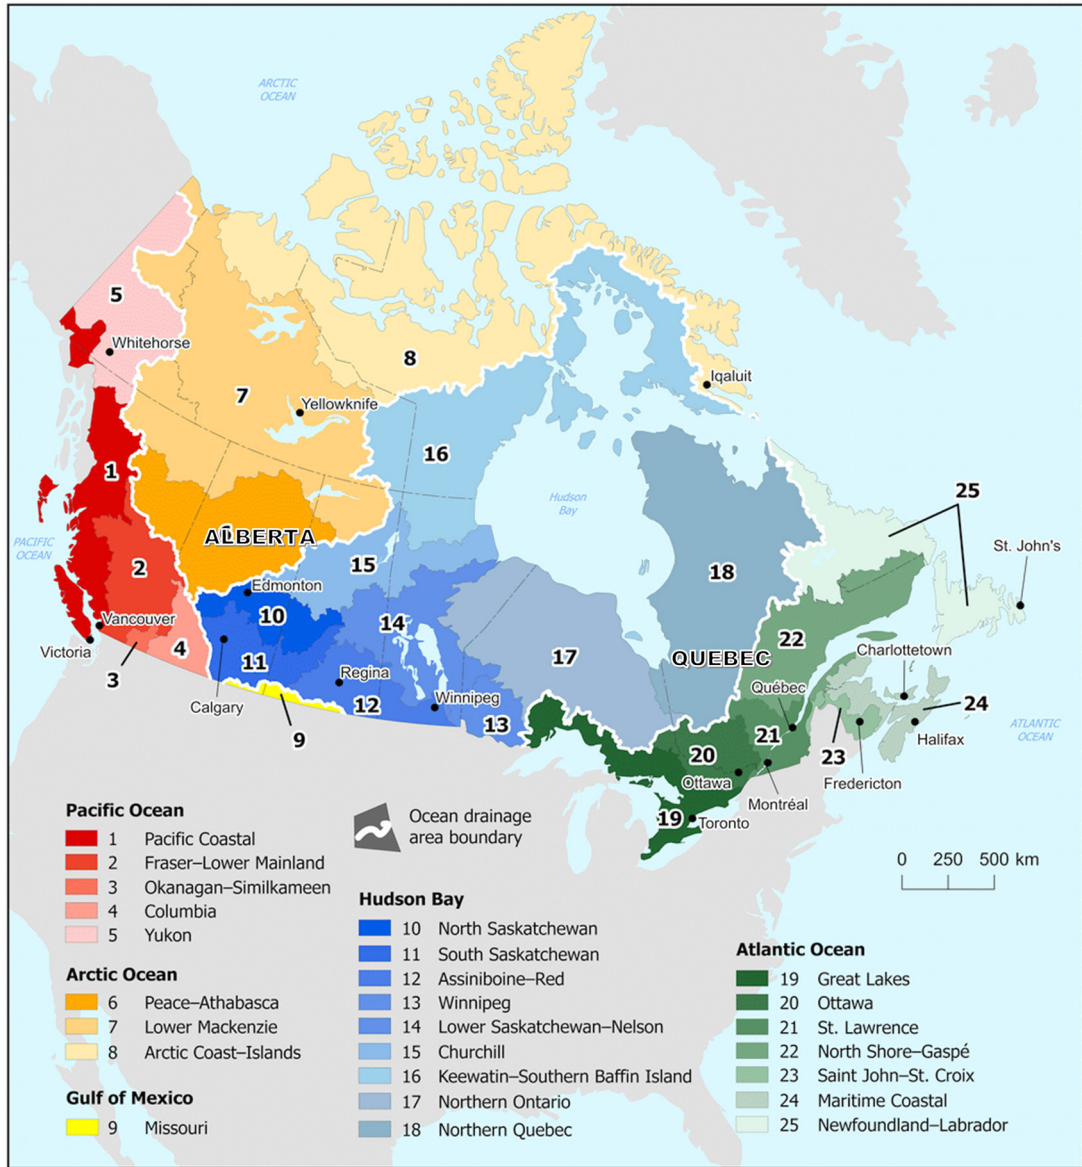 ARCTIC
OCEAN
5
Whitehorse
8
Iqaluit
7
Yellowknife
16
1
25
Hudson
Bay
PACIFIC
OCEAN
ALBERTA
St. John's
15
18
2
Edmonton
10
Vancouver
14
22
Victoria
4
QUEBEC
Charlottetown
11
17
Regina
3
Québec
Calgary
12
Winnipeg
24
13
21
ATLANTIC
OCEAN
9
Halifax
20
23
Ottawa
Fredericton
Montréal
19
Toronto
Pacific Ocean
1 Pacific Coastal
2 Fraser–Lower Mainland
3 Okanagan–Similkameen
4 Columbia
5 Yukon
Arctic Ocean
6 Peace–Athabasca
7 Lower Mackenzie
8 Arctic Coast–Islands
Gulf of Mexico
9 Missouri
Ocean drainage
area boundary
Hudson Bay
10 North Saskatchewan
11 South Saskatchewan
12 Assiniboine–Red
13 Winnipeg
14 Lower Saskatchewan–Nelson
15 Churchill
16 Keewatin–Southern Baffin Island
17 Northern Ontario
18 Northern Quebec
0 250 500 km
Atlantic Ocean
19 Great Lakes
20 Ottawa
21 St. Lawrence
22 North Shore–Gaspé
23 Saint John–St. Croix
24 Maritime Coastal
25 Newfoundland–Labrador